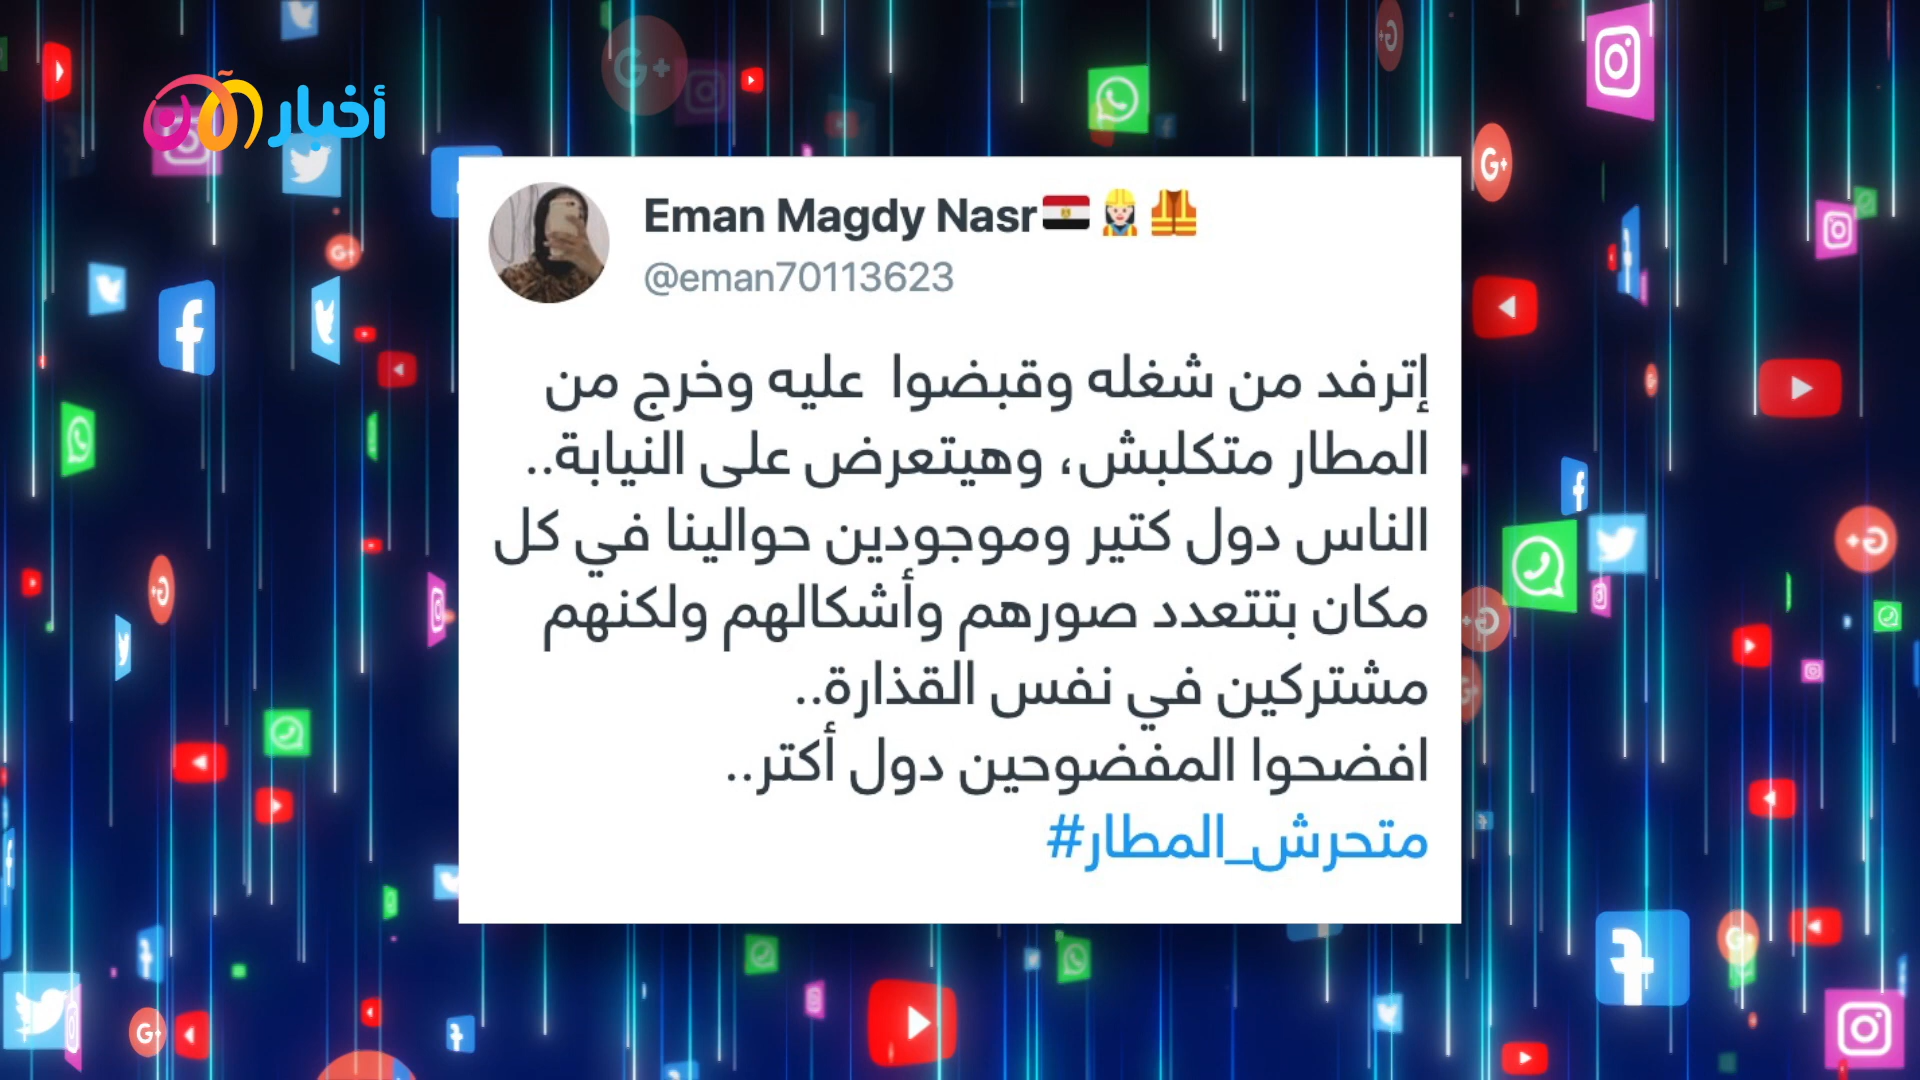 أخبار الآن
Eman Magdy Nasr🇪🇬👷🏻‍♀️🦺
@eman70113623
إترفد من شغله وقبضوا عليه وخرج من
المطار متكلبش، وهيتعرض على النيابة..
الناس دول كتير وموجودين حوالينا في كل
مكان بتتعدد صورهم وأشكالهم ولكنهم
مشتركين في نفس القذارة..
افضحوا المفضوحين دول أكتر..
#متحرش_المطار